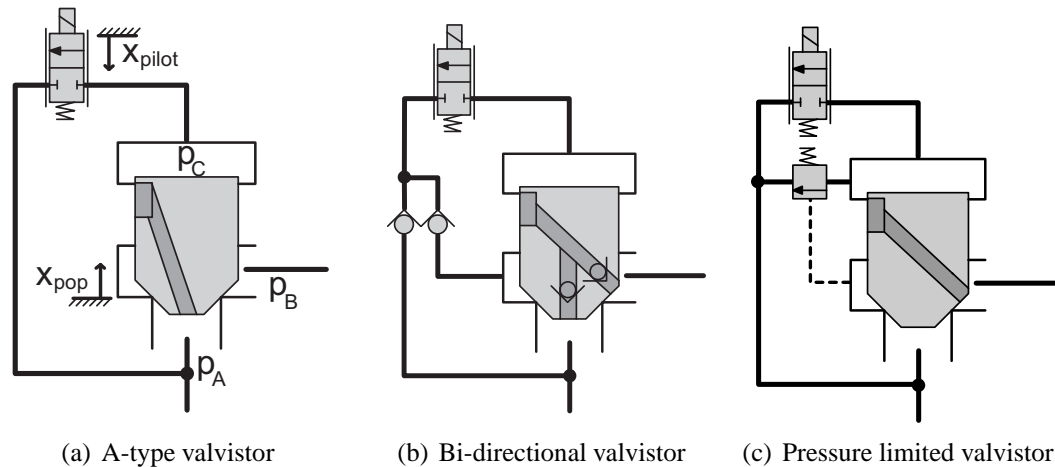 x_pilot
p_C
x_pop
p_B
p_A
(a) A-type valvistor
(b) Bi-directional valvistor
(c) Pressure limited valvistor